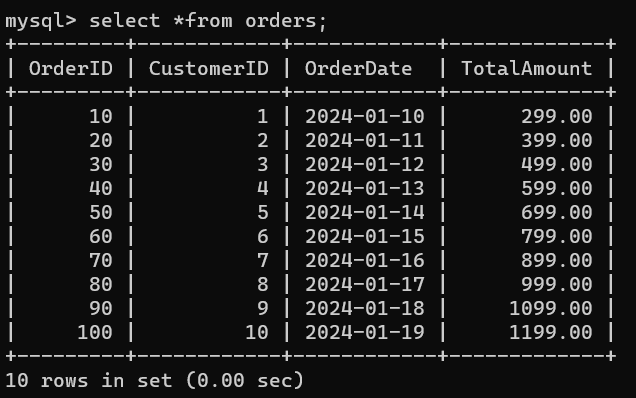 mysql> select *from orders;
+---------+------------+------------+-------------+
| OrderID | CustomerID | OrderDate  | TotalAmount |
+---------+------------+------------+-------------+
|      10 |          1 | 2024-01-10 |      299.00 |
|      20 |          2 | 2024-01-11 |      399.00 |
|      30 |          3 | 2024-01-12 |      499.00 |
|      40 |          4 | 2024-01-13 |      599.00 |
|      50 |          5 | 2024-01-14 |      699.00 |
|      60 |          6 | 2024-01-15 |      799.00 |
|      70 |          7 | 2024-01-16 |      899.00 |
|      80 |          8 | 2024-01-17 |      999.00 |
|      90 |          9 | 2024-01-18 |     1099.00 |
|     100 |         10 | 2024-01-19 |     1199.00 |
+---------+------------+------------+-------------+
10 rows in set (0.00 sec)